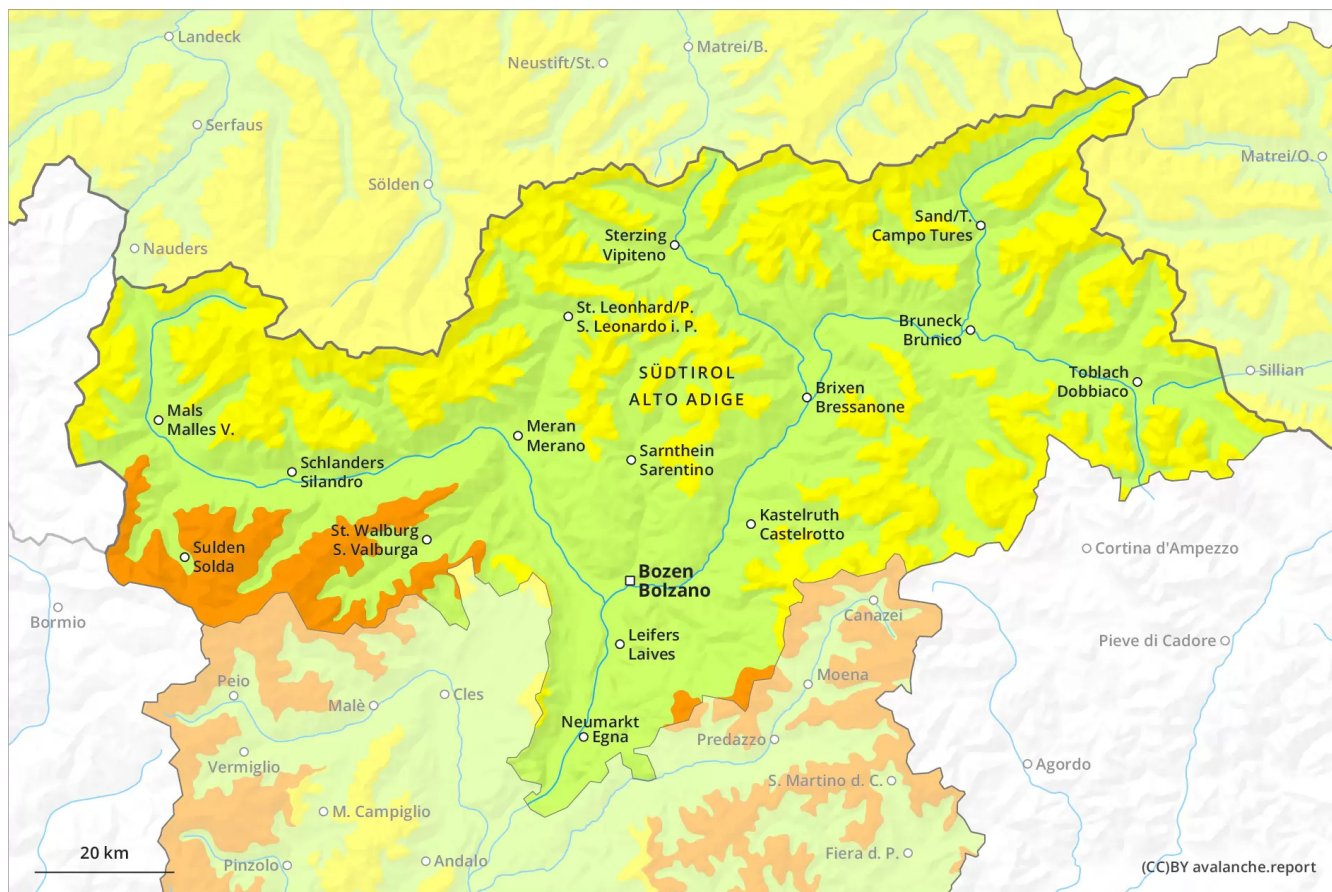 Landeck
Matrei/B.
Neustift/St.
Serfaus
Matrei/O.
Sölden
Sand/T.
Campo Tures
Sterzing
Vipiteno
Nauders
St. Leonhard/P.
S. Leonardo i. P.
Bruneck
Brunico
SÜDTIROL
ALTO ADIGE
Toblach
Dobbiaco
Sillian
Brixen
Bressanone
Mals
Malles V.
Meran
Merano
Schlanders
Silandro
Sarnthein
Sarentino
Kastelruth
Castelrotto
St. Walburg
S. Valburga
Sulden
Solda
Cortina d'Ampezzo
Bozen
Bolzano
Bormio
Canazei
Leifers
Laives
Pieve di Cadore
Peio
Moena
Malè
Cles
Neumarkt
Egna
Predazzo
Vermiglio
Agordo
S. Martino d. C.
M. Campiglio
20 km
Pinzolo
Andalo
Fiera d. P.
(CC)BY avalanche.report